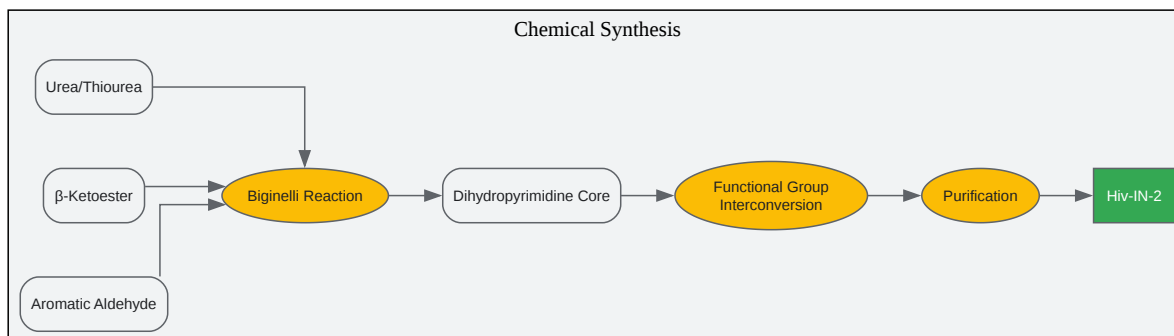 Chemical Synthesis
Urea/Thiourea
β-Ketoester
Aromatic Aldehyde
Biginelli Reaction
Dihydropyrimidine Core
Functional Group
Interconversion
Purification
Hiv-IN-2